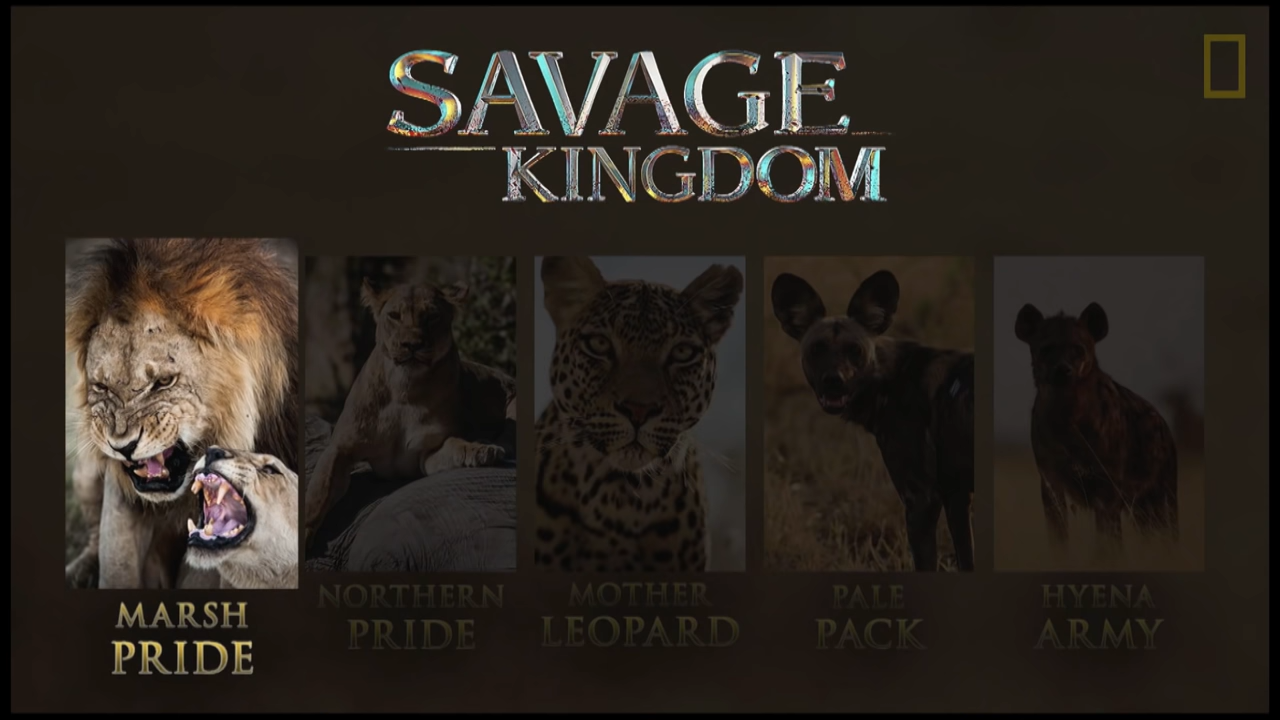 SAVAGE
KINGDOM
MARSH
PRIDE
NORTHERN
PRIDE
MOTHER
LEOPARD
PALE
PACK
HYENA
ARMY